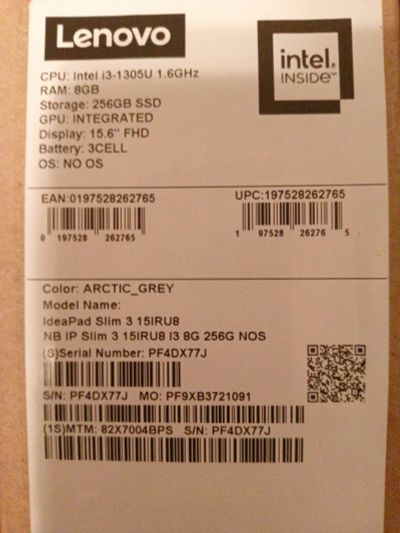 Lenovo
intel.
INSIDE™
CPU: Intel i3-1305U 1.6GHz
RAM: 8GB
Storage: 256GB SSD
GPU: INTEGRATED
Display: 15.6" FHD
Battery: 3CELL
OS: NO OS
EAN:0197528262765
UPC:197528262765
0 197528 262765
1 97528 26276 5
Color: ARCTIC_GREY
Model Name:
IdeaPad Slim 3 15IRU8
NB IP Slim 3 15IRU8 I3 8G 256G NOS
(S)Serial Number: PF4DX77J
S/N: PF4DX77J MO: PF9XB3721091
(1S)MTM: 82X7004BPS S/N: PF4DX77J